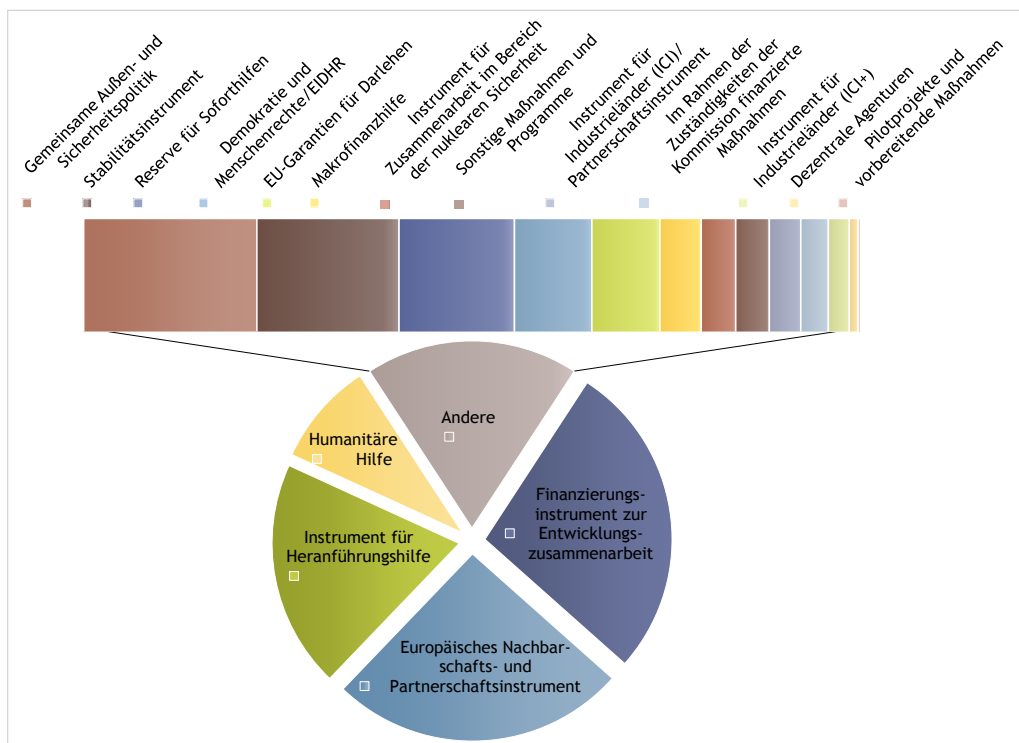 Gemeinsame Außen- und
Sicherheitspolitik
Stabilitätsinstrument
Reserve für Soforthilfen
Demokratie und
Menschenrechte/EIDHR
EU-Garantien für Darlehen
Makrofinanzhilfe
Instrument für
Zusammenarbeit im Bereich
der nuklearen Sicherheit
Sonstige Maßnahmen und
Programme
Instrument für
Industrieländer (ICI)/
Partnerschaftsinstrument
Im Rahmen der
Zuständigkeiten der
Kommission finanzierte
Maßnahmen
Instrument für
Industrieländer (ICI+)
Dezentrale Agenturen
Pilotprojekte und
vorbereitende Maßnahmen
Andere
Humanitäre
Hilfe
Finanzierungs-
instrument zur
Entwicklungs-
zusammenarbeit
Instrument für
Heranführungshilfe
Europäisches Nachbar-
schafts- und
Partnerschaftsinstrument